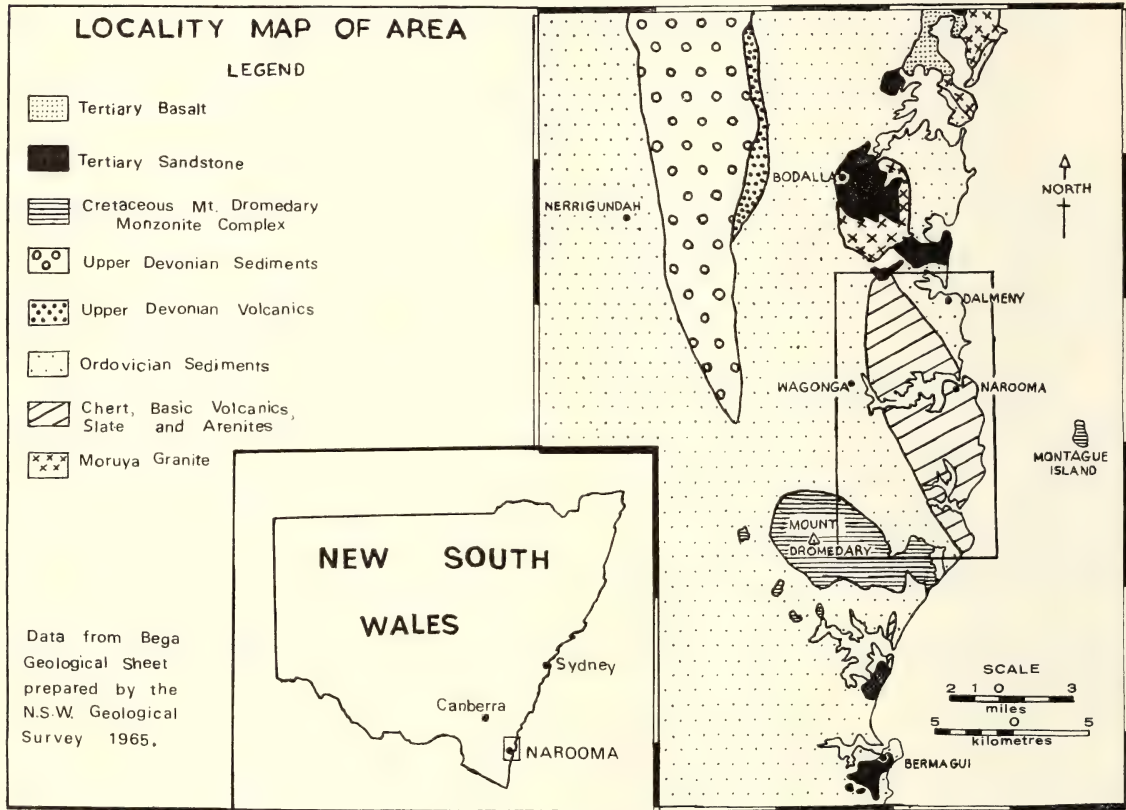 LOCALITY MAP OF AREA
LEGEND
Tertiary Basalt
Tertiary Sandstone
Cretaceous Mt. Dromedary
Monzonite Complex
Upper Devonian Sediments
Upper Devonian Volcanics
Ordovician Sediments
Chert, Basic Volcanics,
Slate and Arenites
Moruya Granite
Data from Bega
Geological Sheet
prepared by the
N.S.W. Geological
Survey 1965.
NEW SOUTH
WALES
Sydney
Canberra
NAROOMA
BODALLA
NERRIGUNDAH
NORTH
DALMENY
WAGONGA
NAROOMA
MONTAGUE
ISLAND
MOUNT
DROMEDARY
SCALE
2 1 0 3
miles
5 0 5
kilometres
BERMAGUI